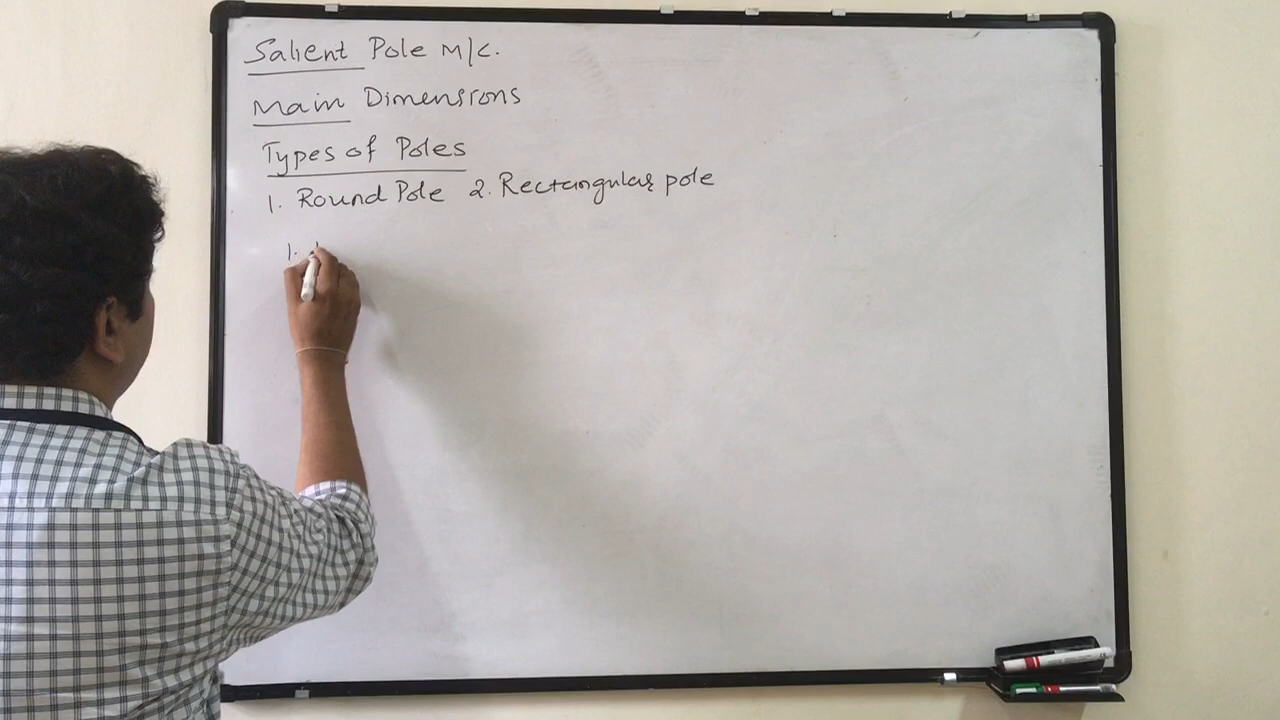 Salient Pole M/C.
Main Dimensions
Types of Poles
1. Round Pole 2. Rectangular pole
1.